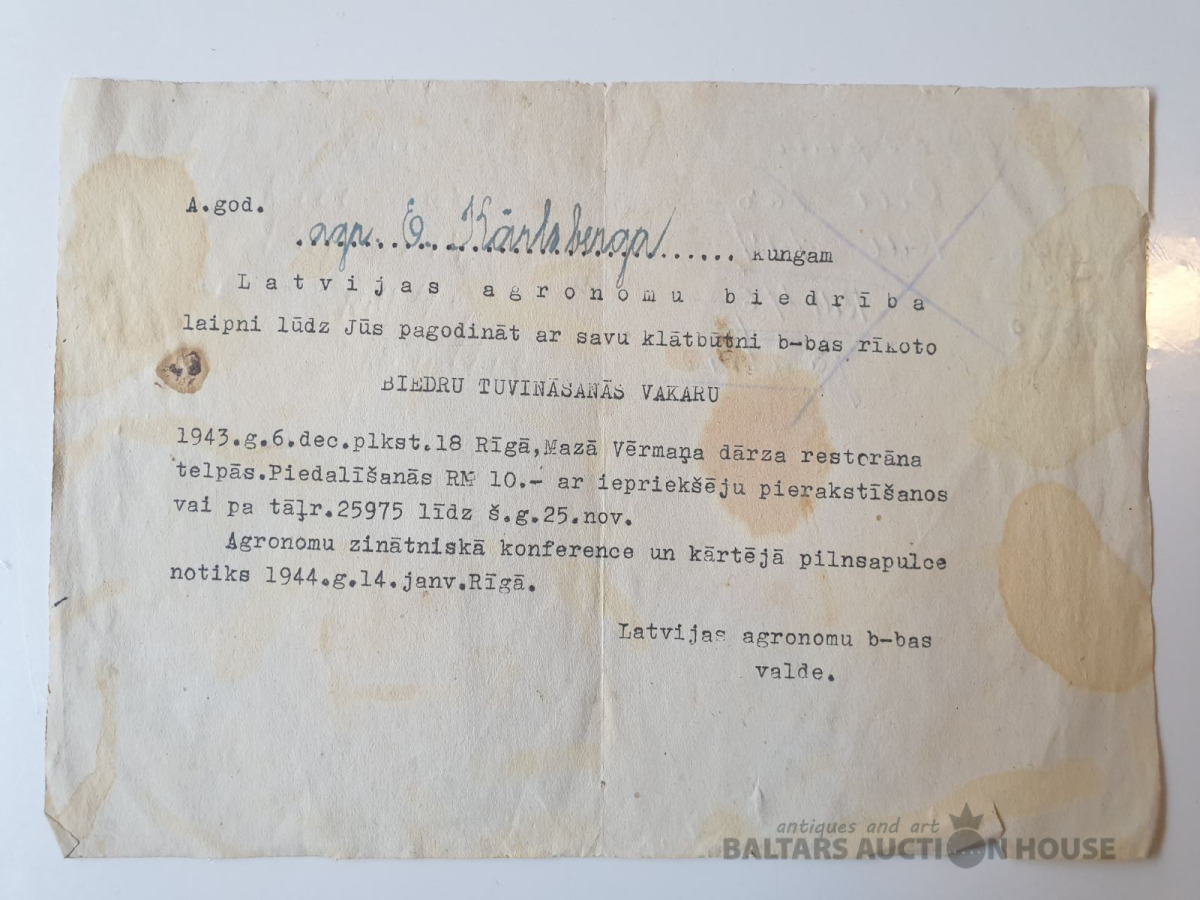 A.god.
agr. E. Kārlsberga kungam
Latvijas agronomu biedrība
laipni lūdz Jūs pagodināt ar savu klātbūtni b-bas rīkoto
BIEDRU TUVINĀSANĀS VAKARU
1943.g.6.dec.plkst.18 Rīgā,Mazā Vērmaņa dārza restorāna
telpās.Piedalīšanās RM 10.- ar iepriekšēju pierakstīšanos
vai pa tāļr.25975 līdz š.g.25.nov.
Agronomu zinātniskā konference un kārtējā pilnsapulce
notiks 1944.g.14.janv.Rīgā.
Latvijas agronomu b-bas
valde.
antiques and art
BALTARS AUCTION HOUSE